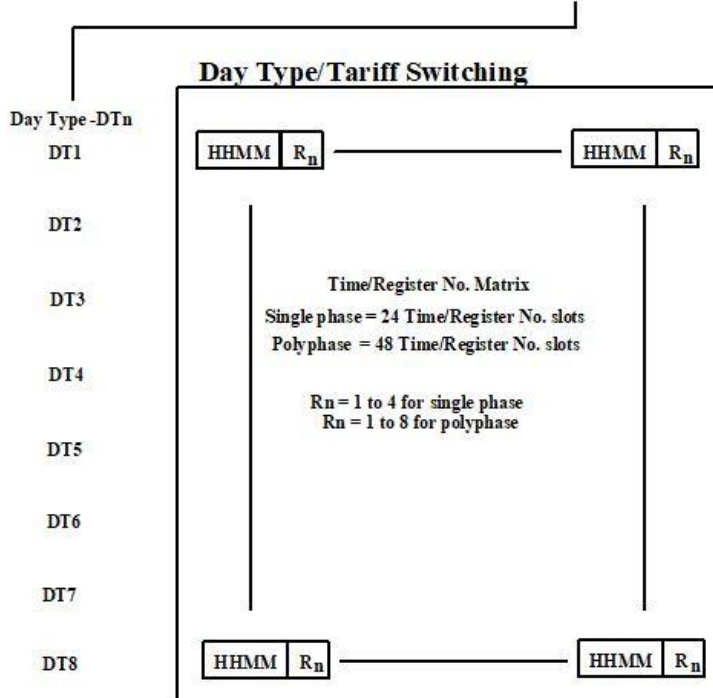 Day Type/Tariff Switching
Day Type -DTn
DT1
HHMM Rn HHMM Rn
DT2
DT3
Time/Register No. Matrix
Single phase = 24 Time/Register No. slots
Polyphase = 48 Time/Register No. slots
DT4
Rn = 1 to 4 for single phase
Rn = 1 to 8 for polyphase
DT5
DT6
DT7
DT8
HHMM Rn HHMM Rn